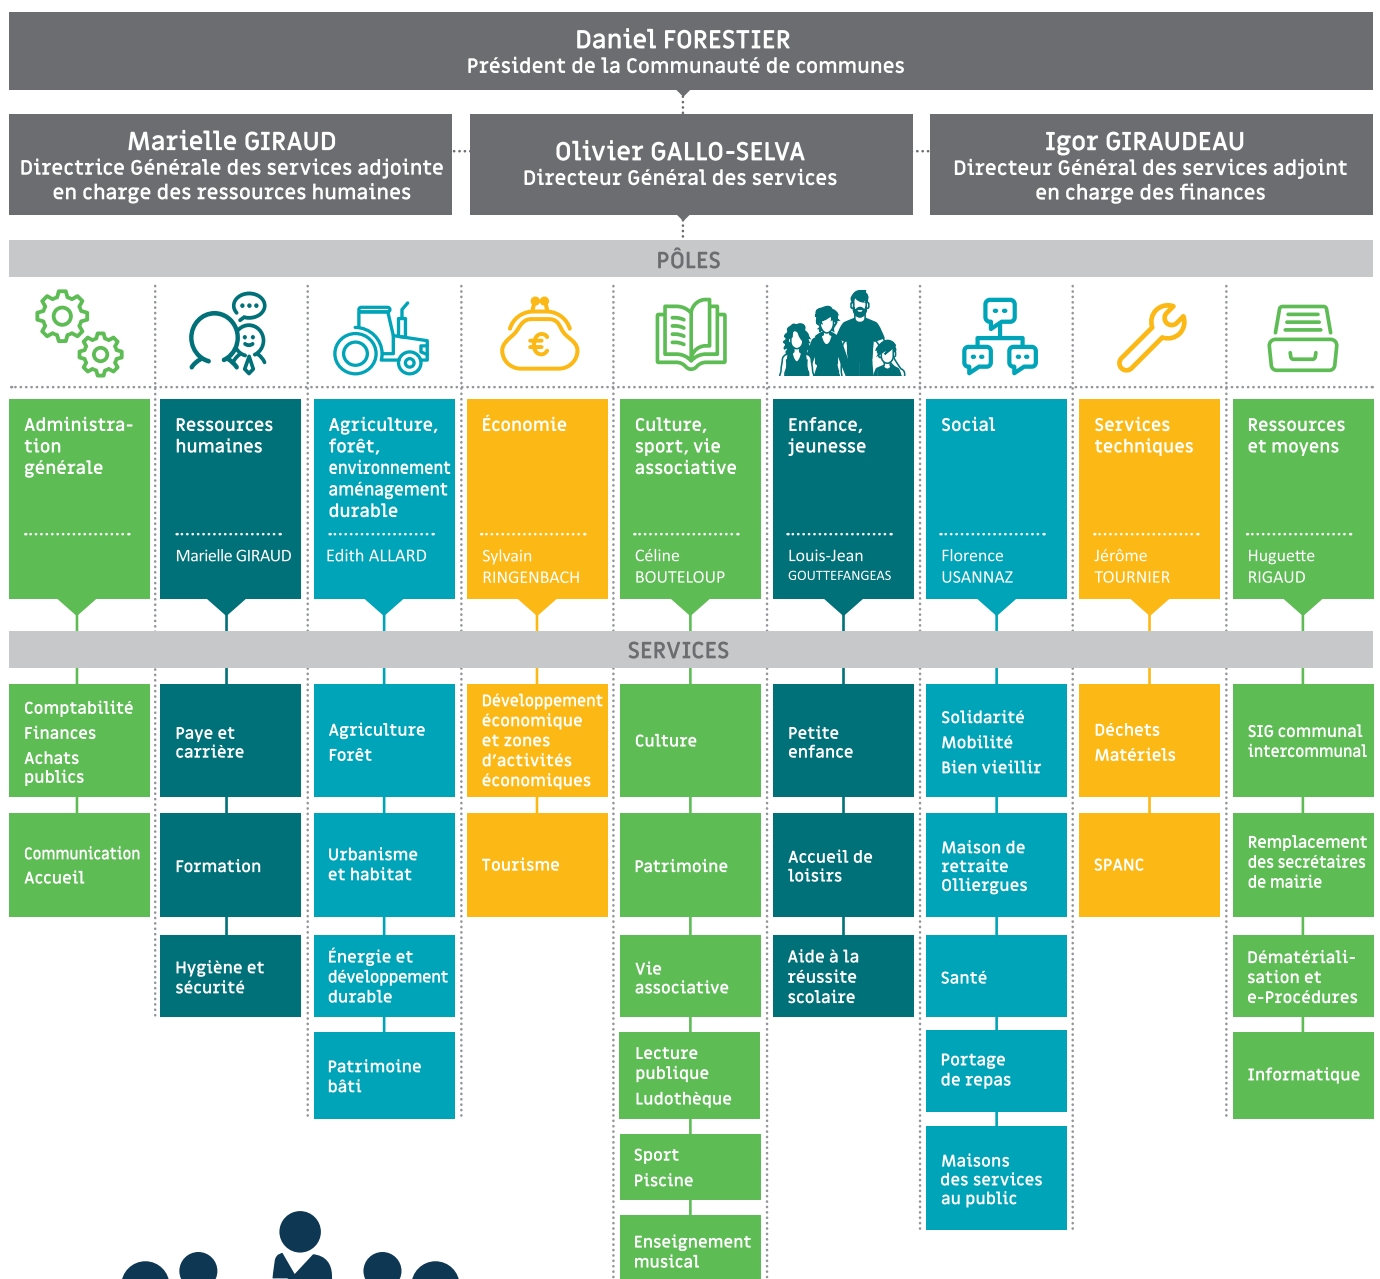 Daniel FORESTIER
Président de la Communauté de communes
Marielle GIRAUD
Directrice Générale des services adjointe
en charge des ressources humaines
Olivier GALLO-SELVA
Directeur Général des services
Igor GIRAUDEAU
Directeur Général des services adjoint
en charge des finances
PÔLES
€
Administra-
tion
générale
Ressources
humaines
Marielle GIRAUD
Agriculture,
forêt,
environnement
aménagement
durable
Edith ALLARD
Économie
Sylvain
RINGENBACH
Culture,
sport, vie
associative
Céline
BOUTELOUP
Enfance,
jeunesse
Louis-Jean
GOUTTEFANGEAS
Social
Florence
USANNAZ
Services
techniques
Jérôme
TOURNIER
Ressources
et moyens
Huguette
RIGAUD
SERVICES
Comptabilité
Finances
Achats
publics
Communication
Accueil
Paye et
carrière
Formation
Hygiène et
sécurité
Agriculture
Forêt
Urbanisme
et habitat
Énergie et
développement
durable
Patrimoine
bâti
Développement
économique
et zones
d'activités
économiques
Tourisme
Culture
Patrimoine
Vie
associative
Lecture
publique
Ludothèque
Sport
Piscine
Enseignement
musical
Petite
enfance
Accueil de
loisirs
Aide à la
réussite
scolaire
Solidarité
Mobilité
Bien vieillir
Maison de
retraite
Olliergues
Santé
Portage
de repas
Maisons
des services
au public
Déchets
Matériels
SPANC
SIG communal
intercommunal
Remplacement
des secrétaires
de mairie
Dématériali-
sation et
e-Procédures
Informatique